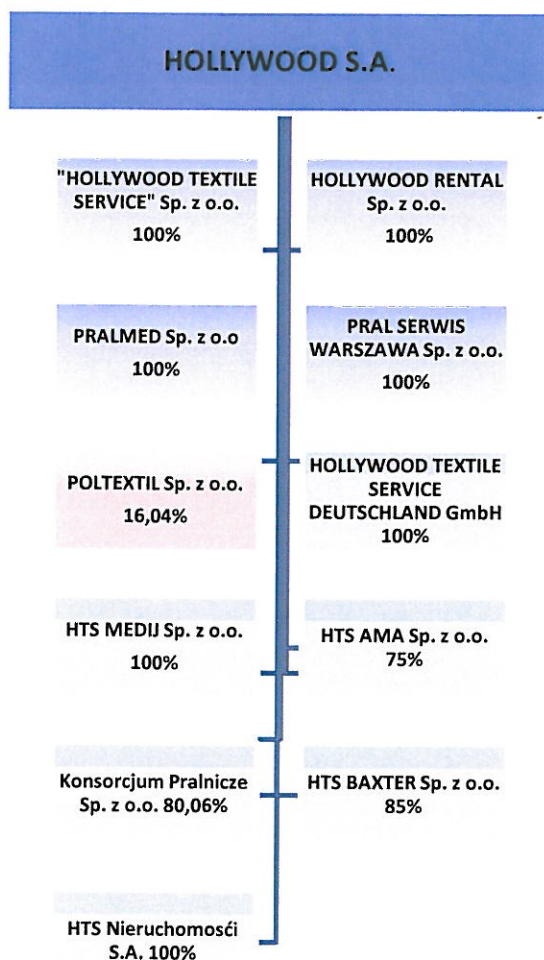 HOLLYWOOD S.A.
"HOLLYWOOD TEXTILE
SERVICE" Sp. z o.o.
100%
HOLLYWOOD RENTAL
Sp. z o.o.
100%
PRALMED Sp. z o.o
100%
PRAL SERWIS
WARSZAWA Sp. z o.o.
100%
POLTEXTIL Sp. z o.o.
16,04%
HOLLYWOOD TEXTILE
SERVICE
DEUTSCHLAND GmbH
100%
HTS MEDIJ Sp. z o.o.
100%
HTS AMA Sp. z o.o.
75%
Konsorcjum Pralnicze
Sp. z o.o. 80,06%
HTS BAXTER Sp. z o.o.
85%
HTS Nieruchomośći
S.A. 100%